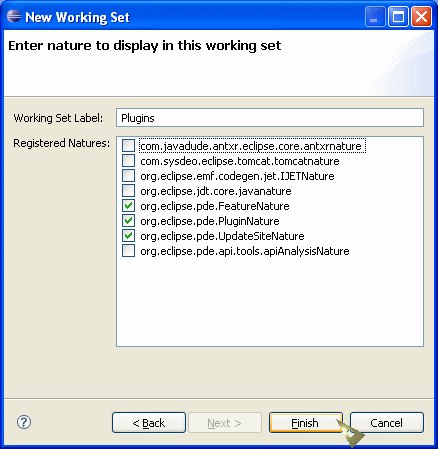 New Working Set
Enter nature to display in this working set
Working Set Label: Plugins
Registered Natures:
com.javadude.antxr.eclipse.core.antxrnature
com.sysdeo.eclipse.tomcat.tomcatnature
org.eclipse.emf.codegen.jet.IJETNature
org.eclipse.jdt.core.javanature
org.eclipse.pde.FeatureNature
org.eclipse.pde.PluginNature
org.eclipse.pde.UpdateSiteNature
org.eclipse.pde.api.tools.apiAnalysisNature
? < Back Next > Finish Cancel